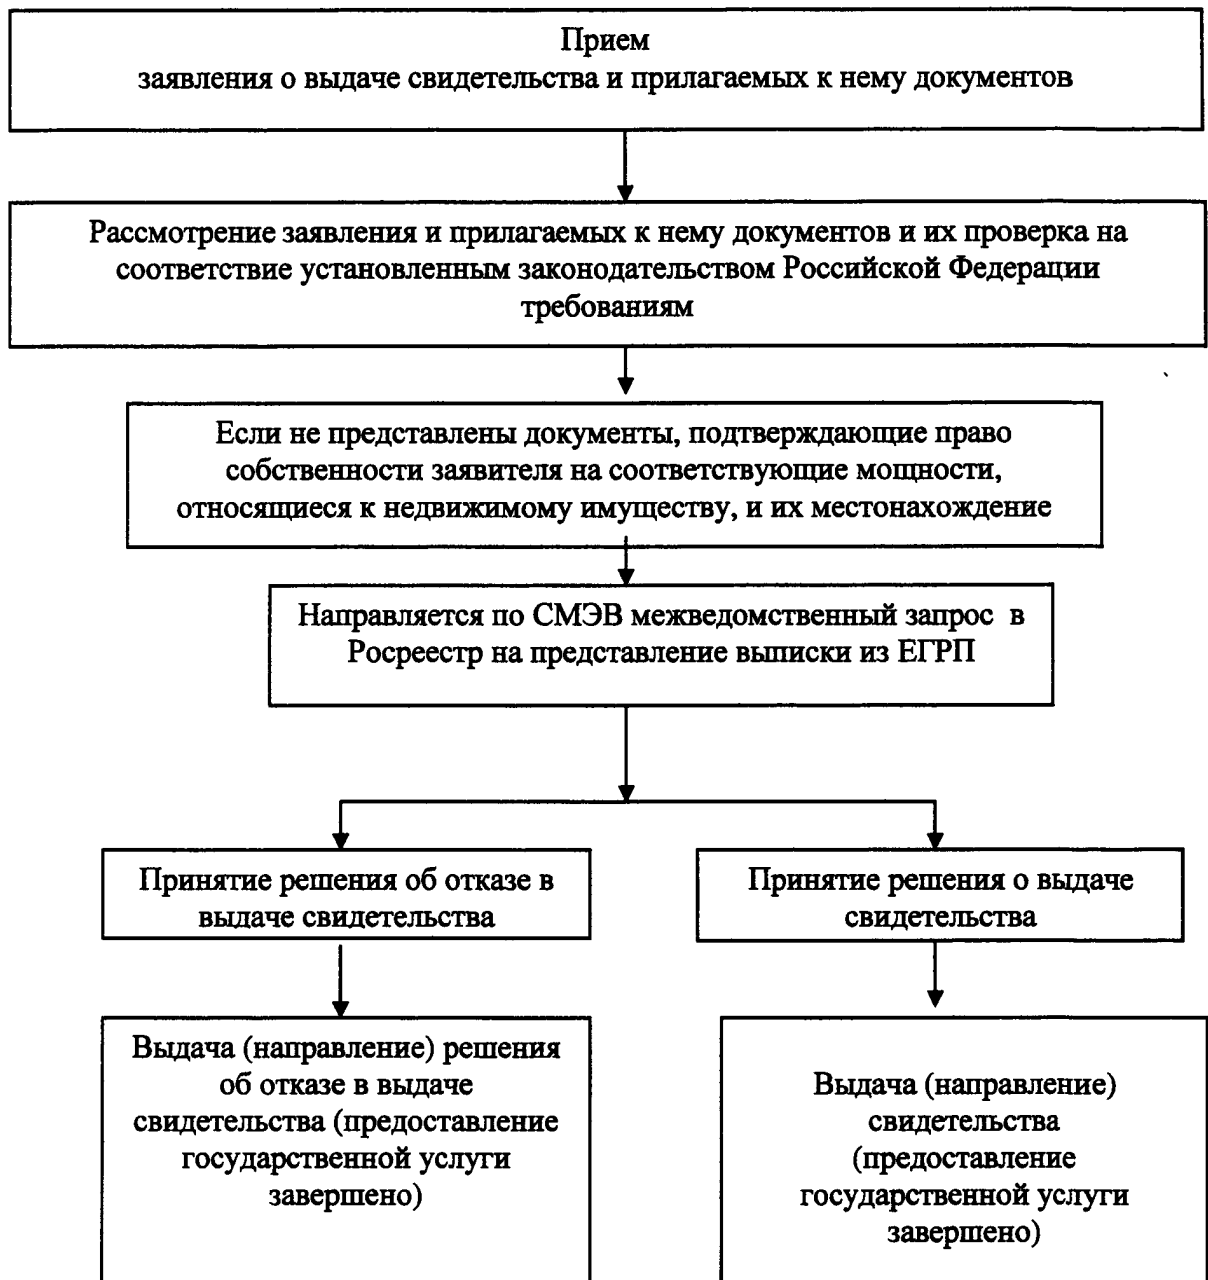 Прием
заявления о выдаче свидетельства и прилагаемых к нему документов
Рассмотрение заявления и прилагаемых к нему документов и их проверка на
соответствие установленным законодательством Российской Федерации
требованиям
Если не представлены документы, подтверждающие право
собственности заявителя на соответствующие мощности,
относящиеся к недвижимому имуществу, и их местонахождение
Направляется по СМЭВ межведомственный запрос в
Росреестр на представление выписки из ЕГРП
Принятие решения об отказе в
выдаче свидетельства
Принятие решения о выдаче
свидетельства
Выдача (направление) решения
об отказе в выдаче
свидетельства (предоставление
государственной услуги
завершено)
Выдача (направление)
свидетельства
(предоставление
государственной услуги
завершено)